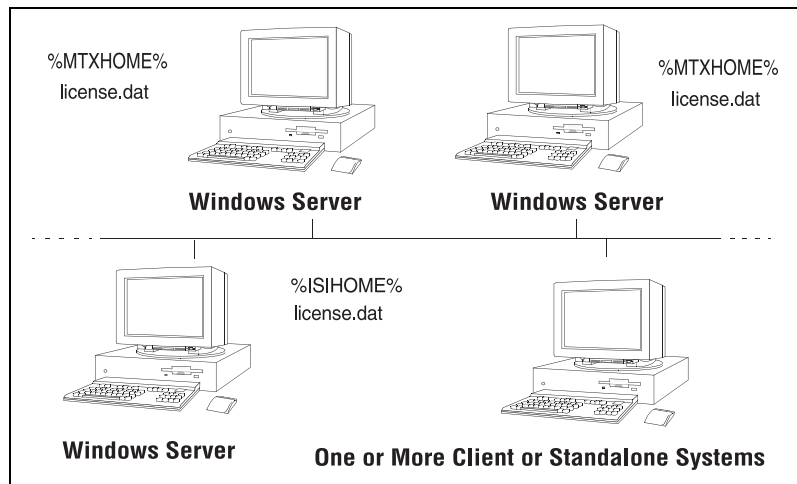 %MTXHOME%
license.dat
%MTXHOME%
license.dat
Windows Server
Windows Server
%ISIHOME%
license.dat
Windows Server
One or More Client or Standalone Systems